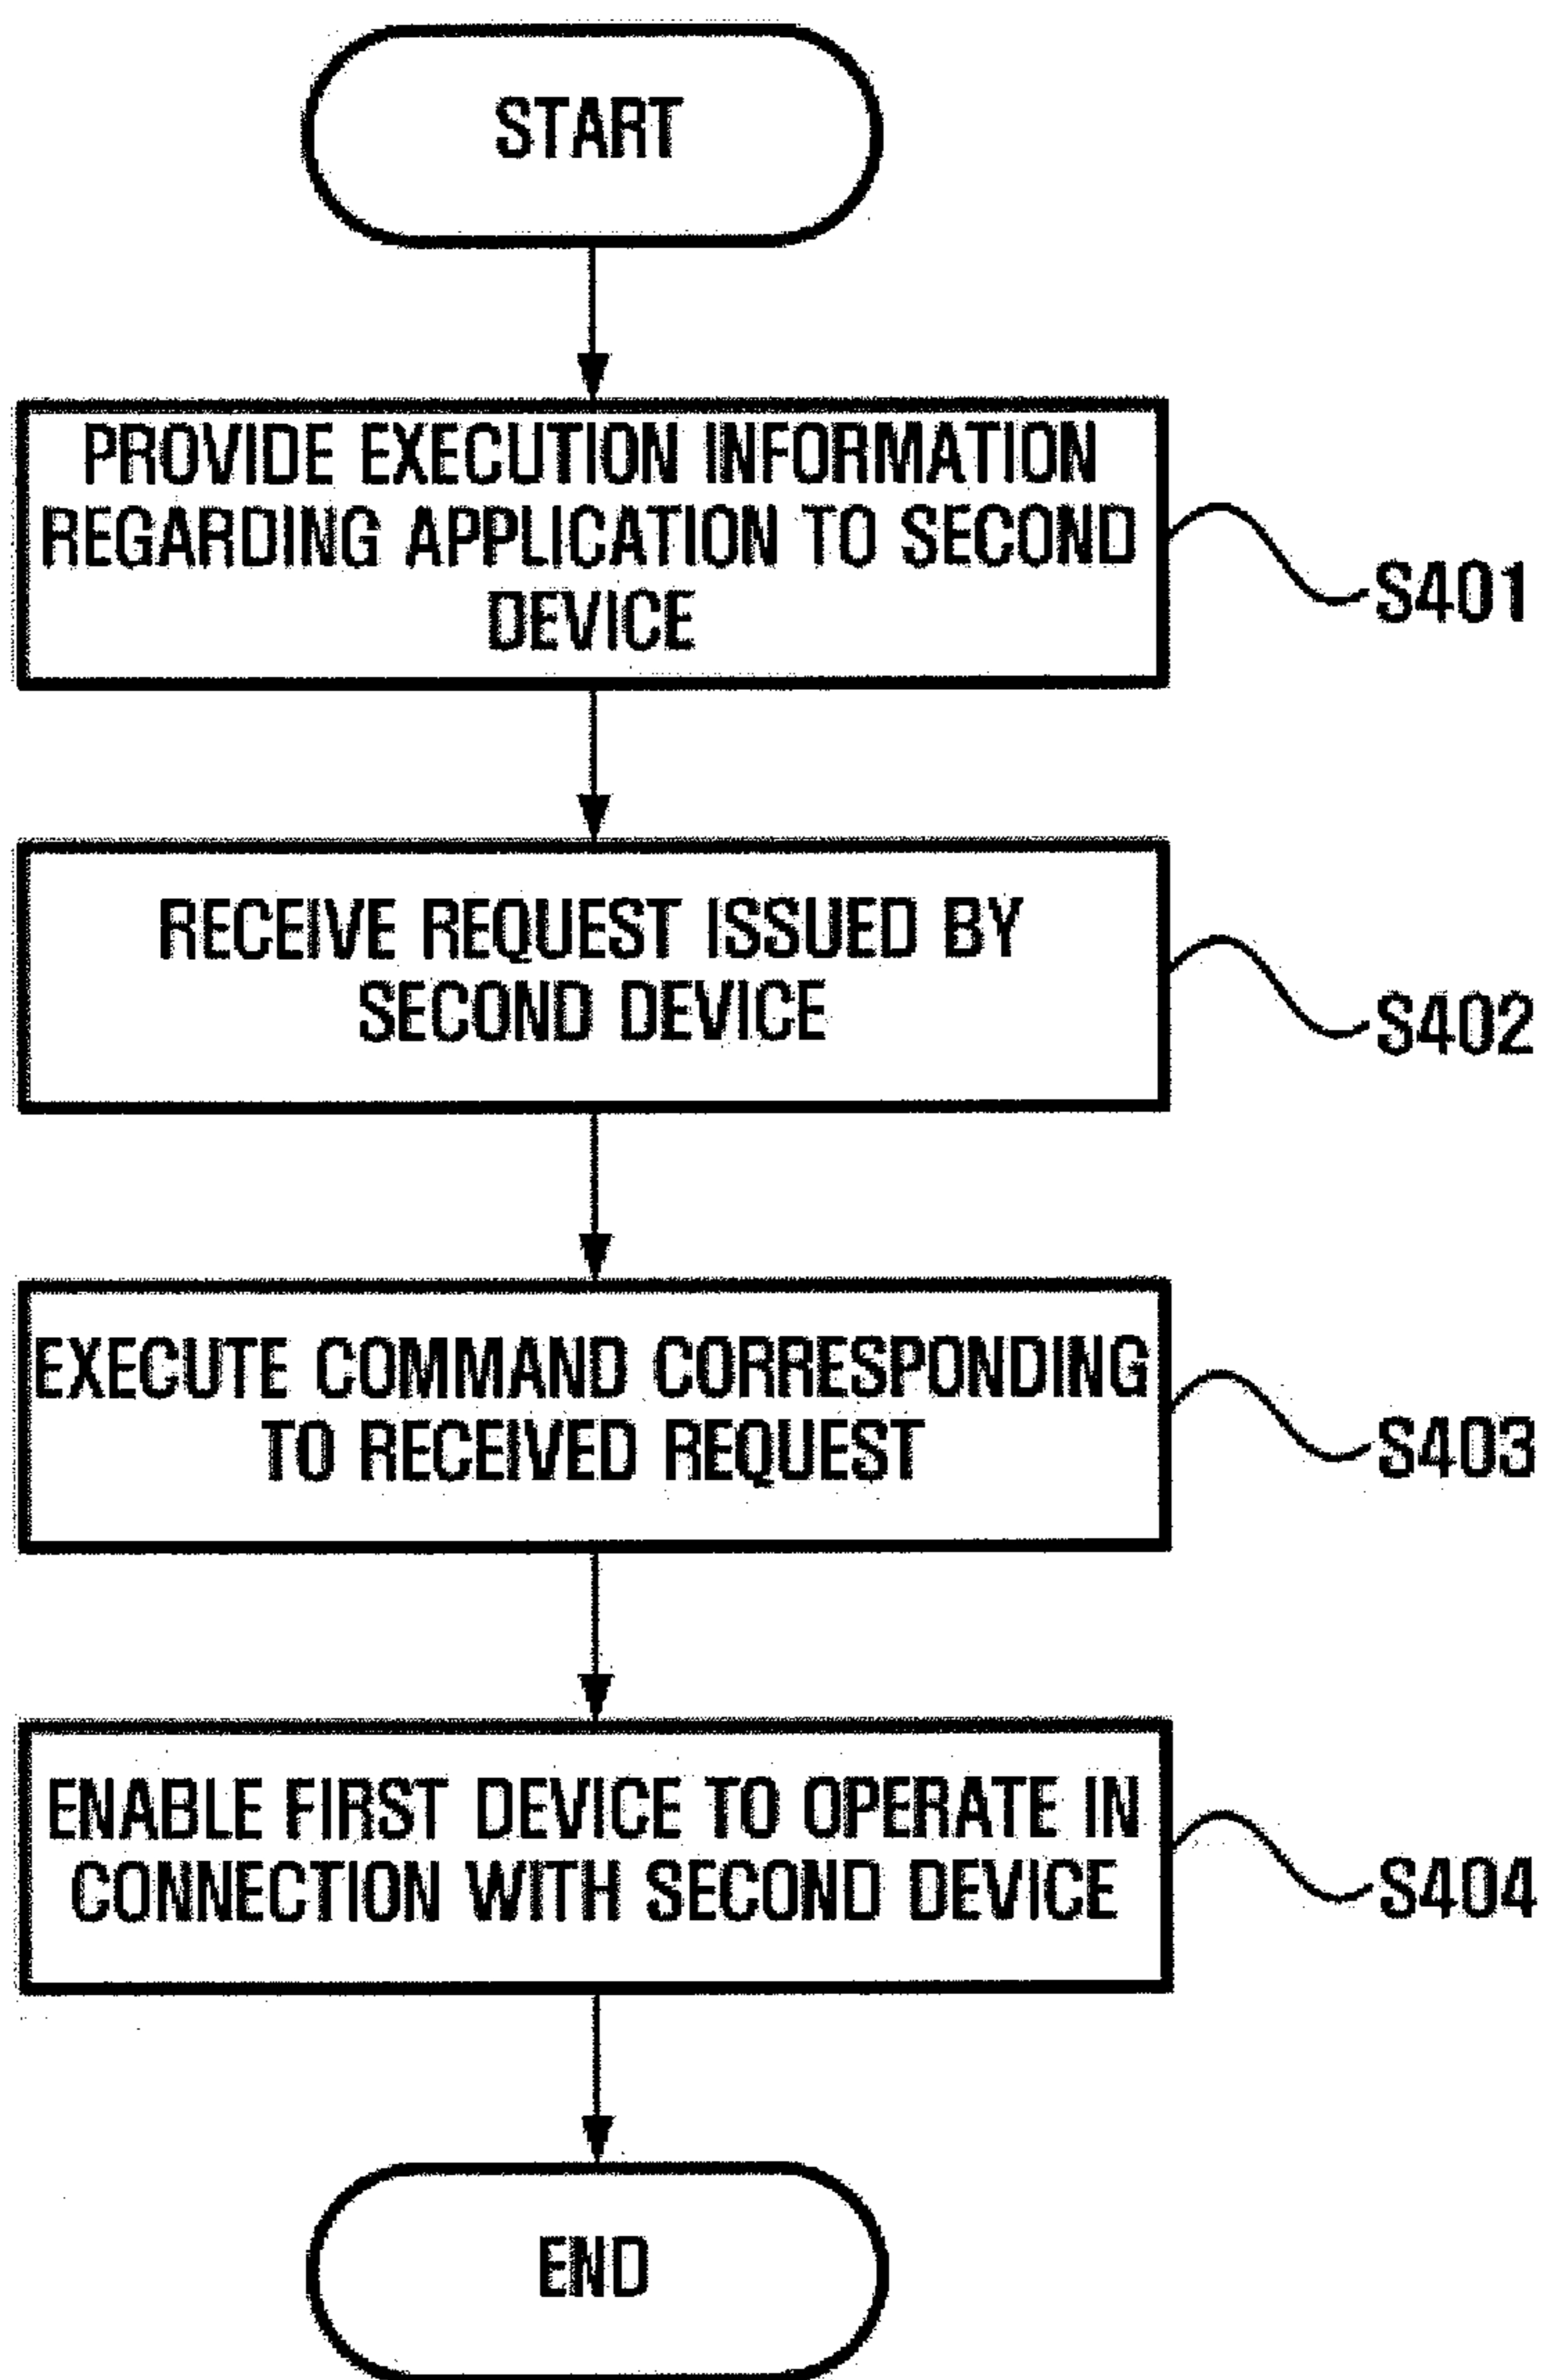 START
PROVIDE EXECUTION INFORMATION
REGARDING APPLICATION TO SECOND
DEVICE
S401
RECEIVE REQUEST ISSUED BY
SECOND DEVICE
S402
EXECUTE COMMAND CORRESPONDING
TO RECEIVED REQUEST
S403
ENABLE FIRST DEVICE TO OPERATE IN
CONNECTION WITH SECOND DEVICE
S404
END